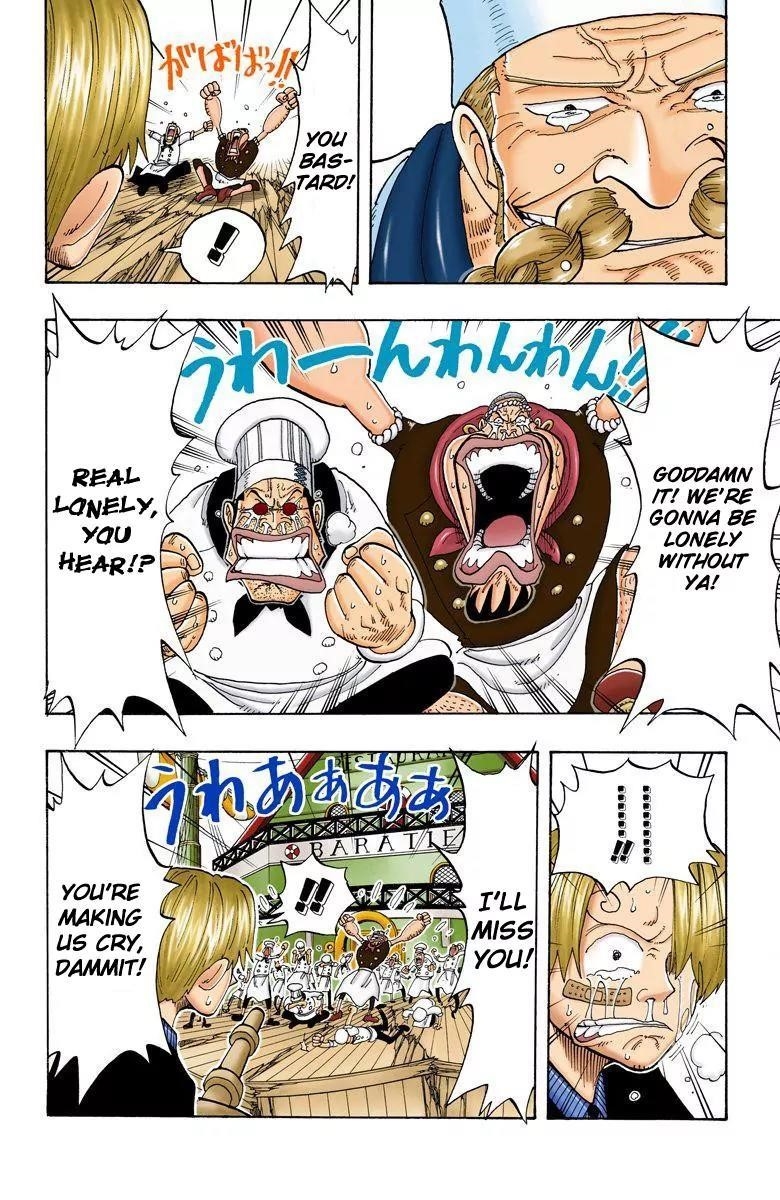 がばばっ!!
YOU
BAS-
TARD!
!!
うわーんわんわん!!
GODDAMN
IT! WE'RE
GONNA BE
LONELY
WITHOUT
YA!
REAL
LONELY,
YOU
HEAR!?
!!
うわあぁああ
BARATIE
!!
I'LL
MISS
YOU!
YOU'RE
MAKING
US CRY,
DAMMIT!